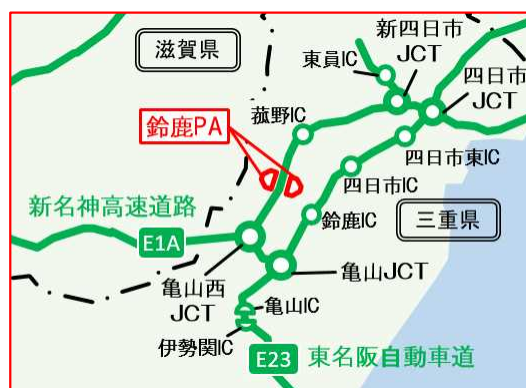 滋賀県
新四日市
JCT
東員IC
四日市
JCT
菰野IC
鈴鹿PA
四日市東IC
四日市IC
新名神高速道路
鈴鹿IC
三重県
E1A
亀山西
JCT
亀山JCT
亀山IC
伊勢関IC
E23
東名阪自動車道